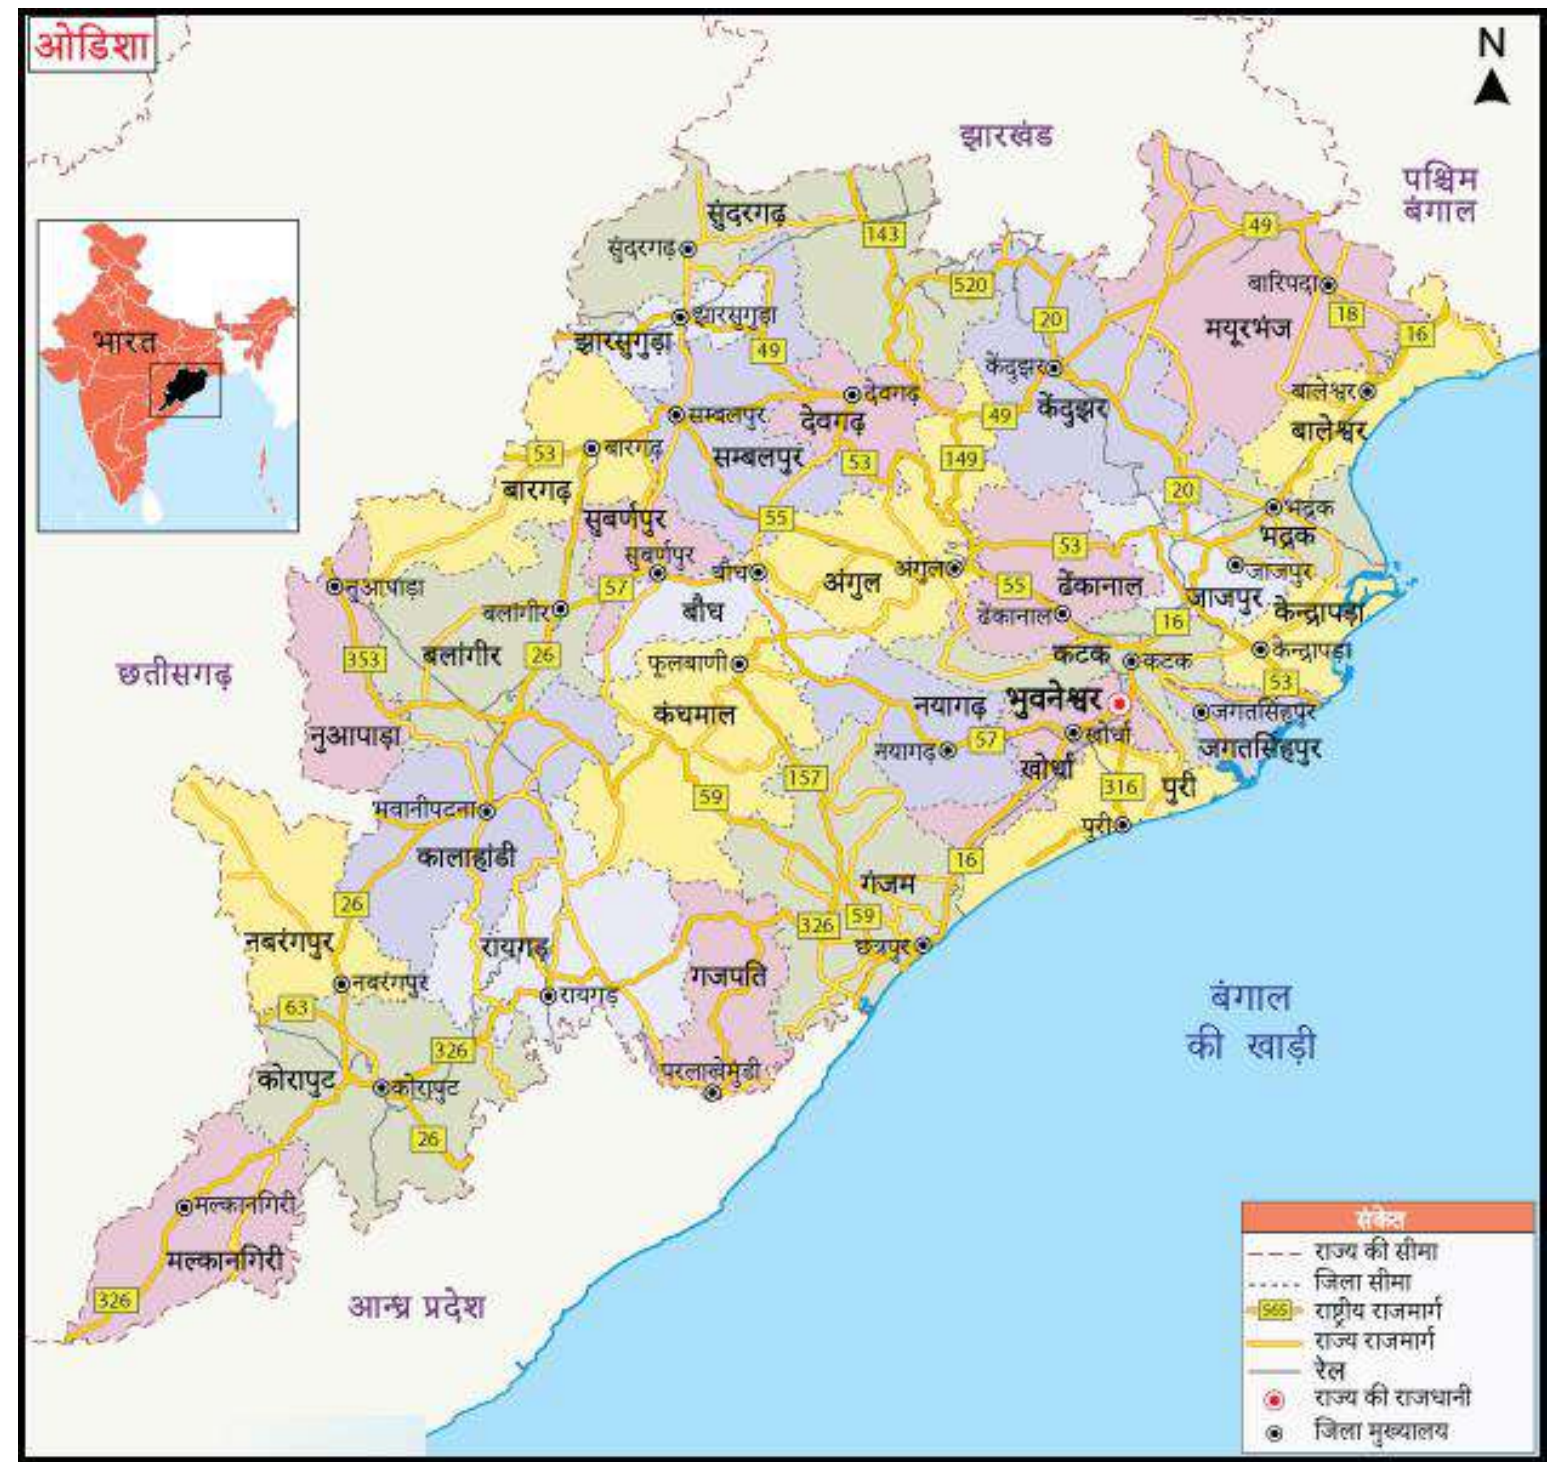 ओडिशा
N
झारखंड
पश्चिम
बंगाल
सुंदरगढ़
143
49
सुंदरगढ़
520
बारिपदा
18
भारत
झारसुगुड़ा
20
मयूरभंज
16
झारसुगुड़ा
49
केंदुझर
देवगढ़
बालेश्वर
सम्बलपुर
49
केंदुझर
देवगढ़
बालेश्वर
53
बारगढ़
सम्बलपुर
53
149
बारगढ़
20
सुबर्णपुर
55
भद्रक
भद्रक
सुबर्णपुर
53
नुआपाड़ा
57
बौध
अंगुल
अंगुल
55
ढेंकानाल
जाजपुर
बलांगीर
बौध
ढेंकानाल
जाजपुर
केन्द्रापड़ा
16
353
बलांगीर
26
फूलबाणी
कटक
कटक
केन्द्रापड़ा
छतीसगढ़
53
कंधमाल
नयागढ़
भुवनेश्वर
जगतसिंहपुर
नुआपाड़ा
नयागढ़
57
खोर्धा
जगतसिंहपुर
खोर्धा
157
316
पुरी
59
भवानीपटना
पुरी
कालाहांडी
16
गंजम
26
326
59
नबरंगपुर
रायगड़
छत्रपुर
गजपति
नबरंगपुर
रायगड़
बंगाल
की खाड़ी
63
326
कोरापुट
कोरापुट
परलाखेमुंडी
26
मल्कानगिरी
मल्कानगिरी
326
आन्ध्र प्रदेश
संकेत
राज्य की सीमा
जिला सीमा
565 राष्ट्रीय राजमार्ग
राज्य राजमार्ग
रेल
राज्य की राजधानी
जिला मुख्यालय